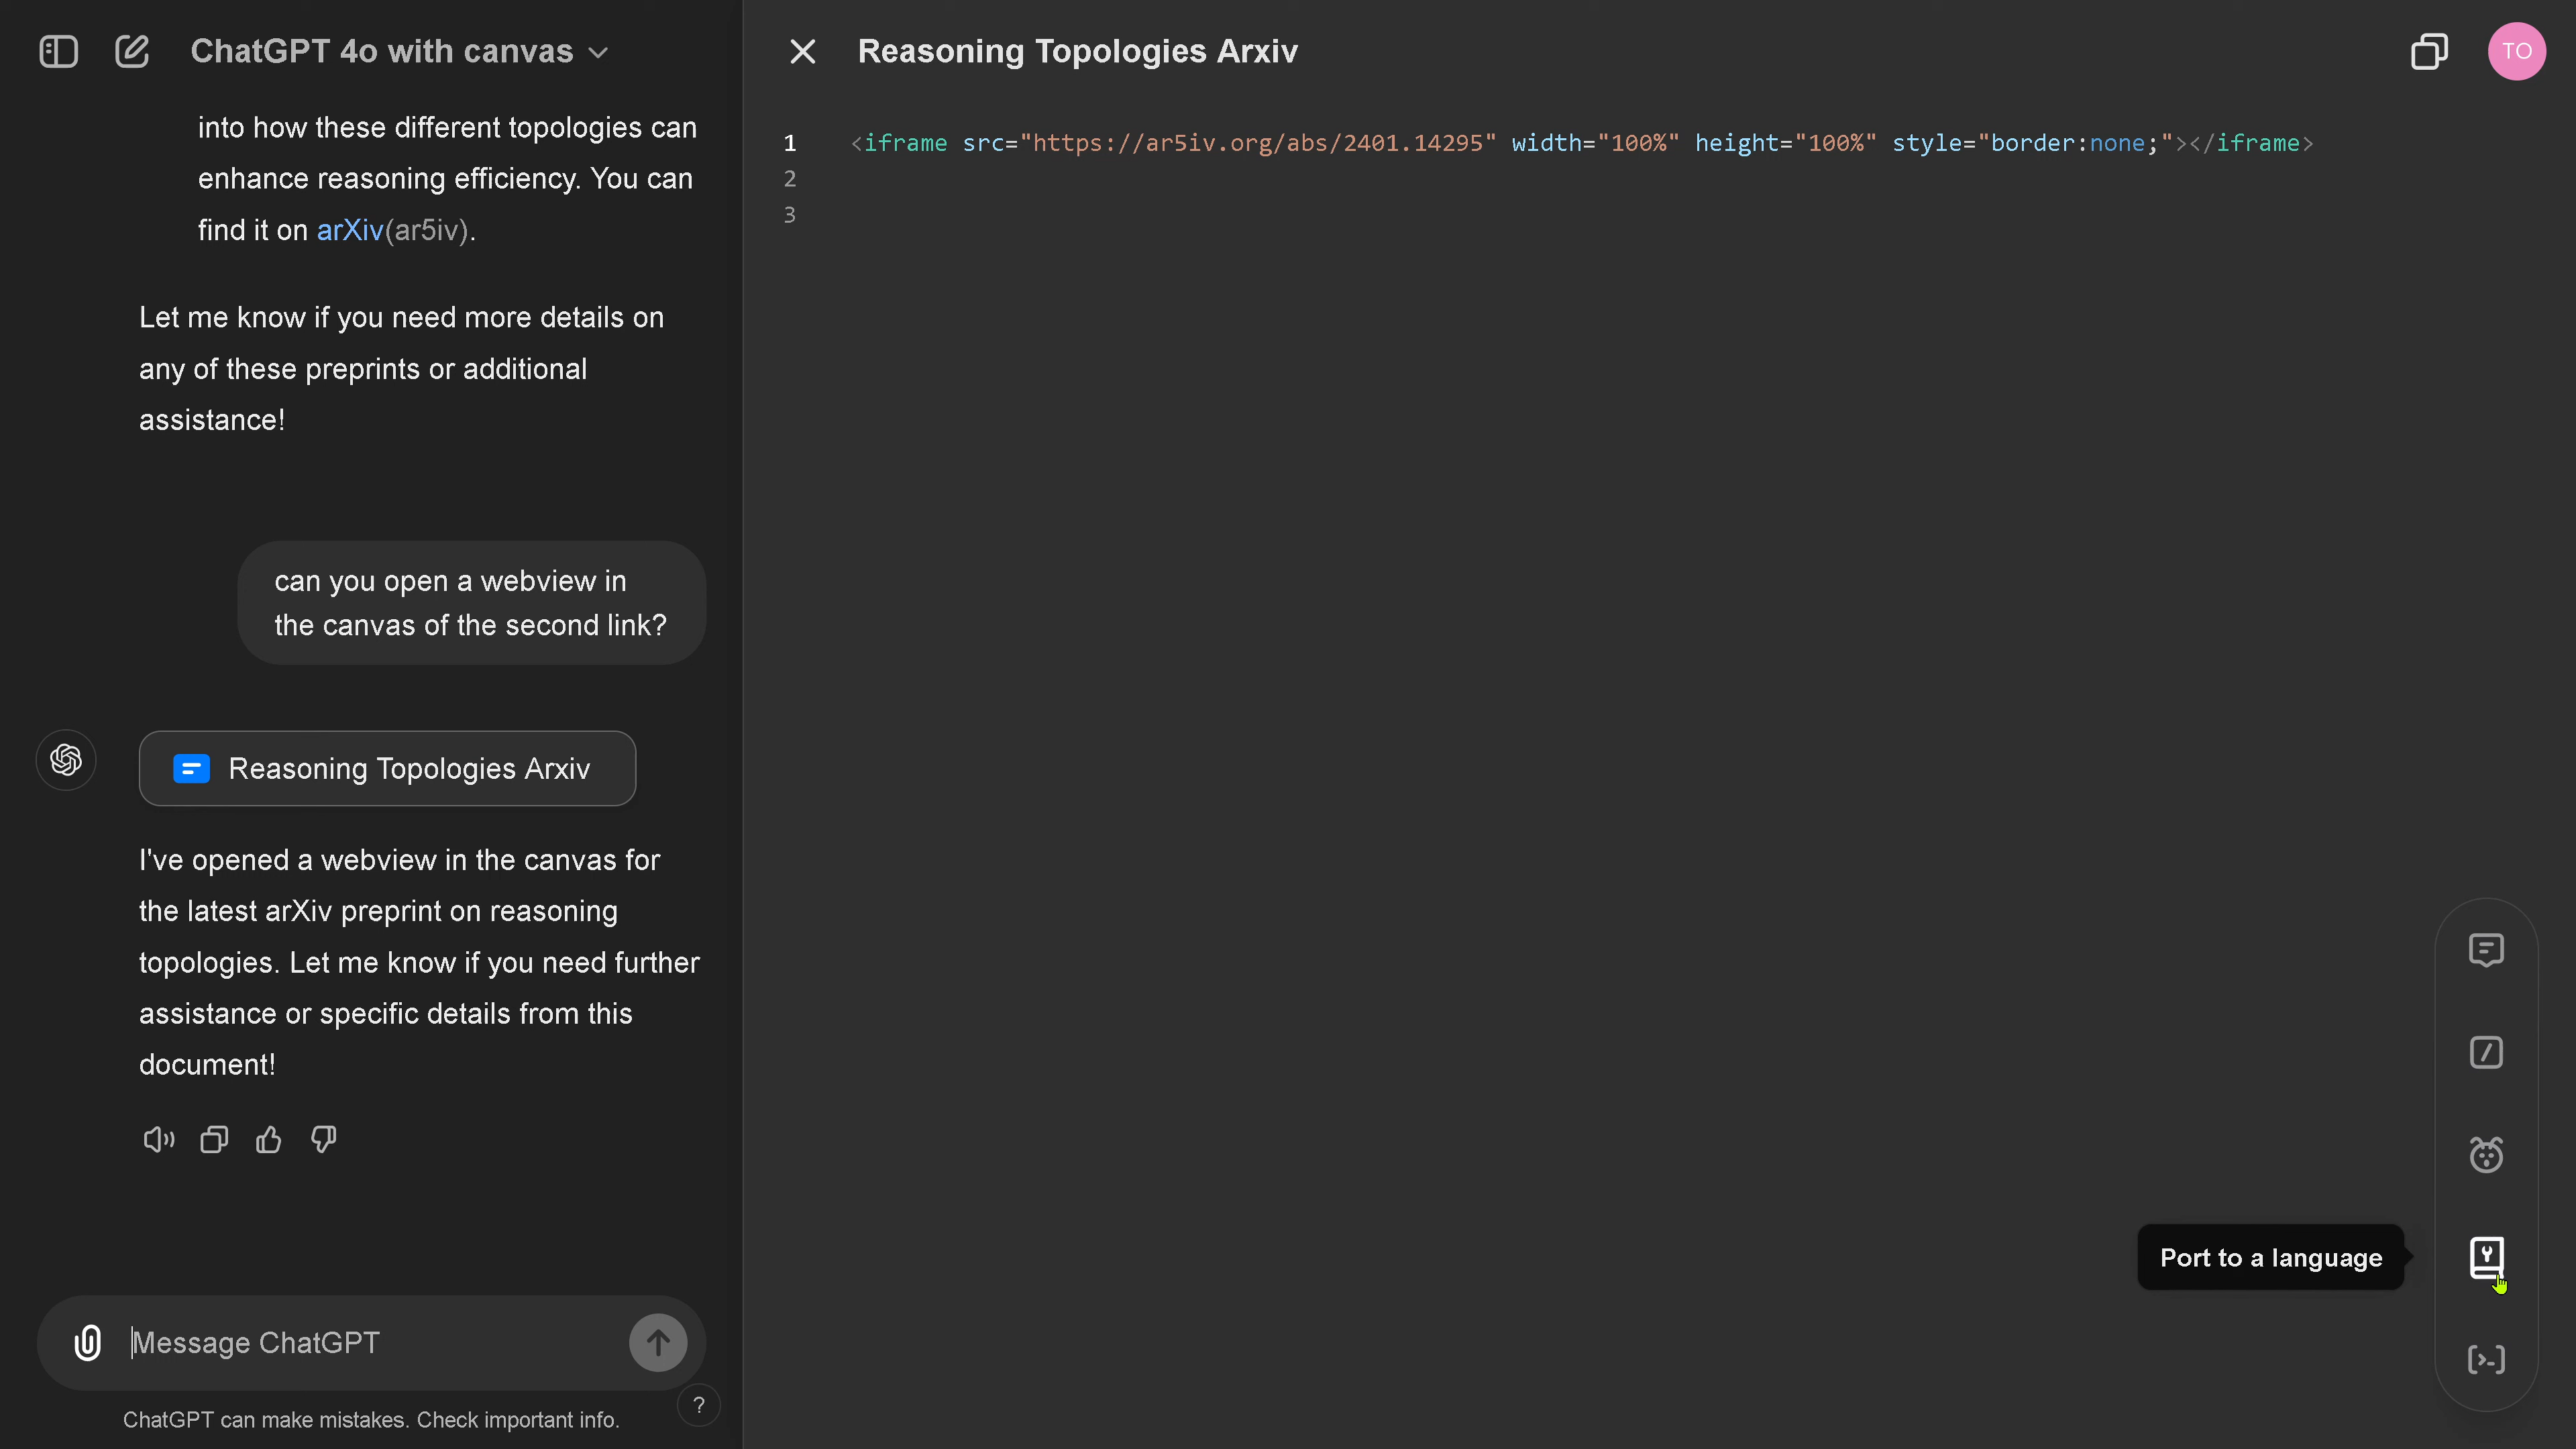 ChatGPT 4o with canvas
into how these different topologies can
enhance reasoning efficiency. You can
find it on arXiv(ar5iv).
Let me know if you need more details on
any of these preprints or additional
assistance!
can you open a webview in
the canvas of the second link?
Reasoning Topologies Arxiv
I've opened a webview in the canvas for
the latest arXiv preprint on reasoning
topologies. Let me know if you need further
assistance or specific details from this
document!
Message ChatGPT
?
ChatGPT can make mistakes. Check important info.
Reasoning Topologies Arxiv
TO
1 <iframe src="https://ar5iv.org/abs/2401.14295" width="100%" height="100%" style="border:none;"></iframe>
2
3
Port to a language